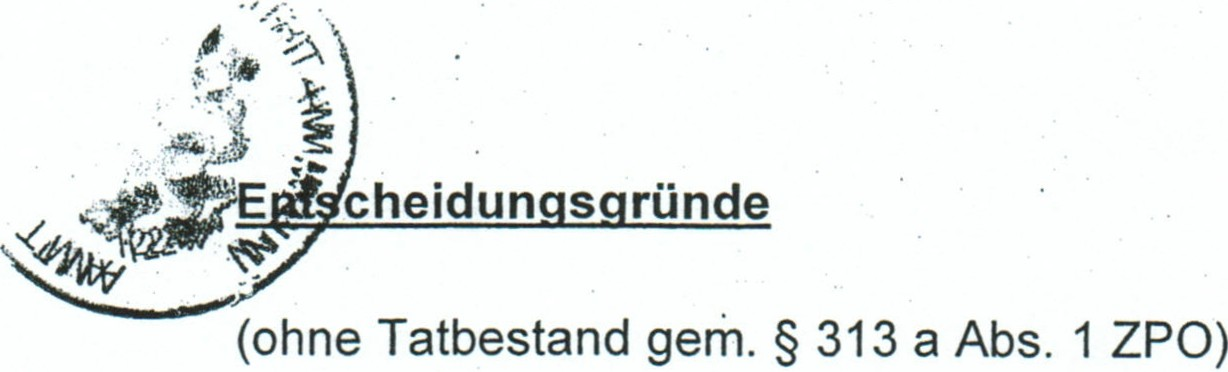 Entscheidungsgründe
(ohne Tatbestand gem. § 313 a Abs. 1 ZPO)